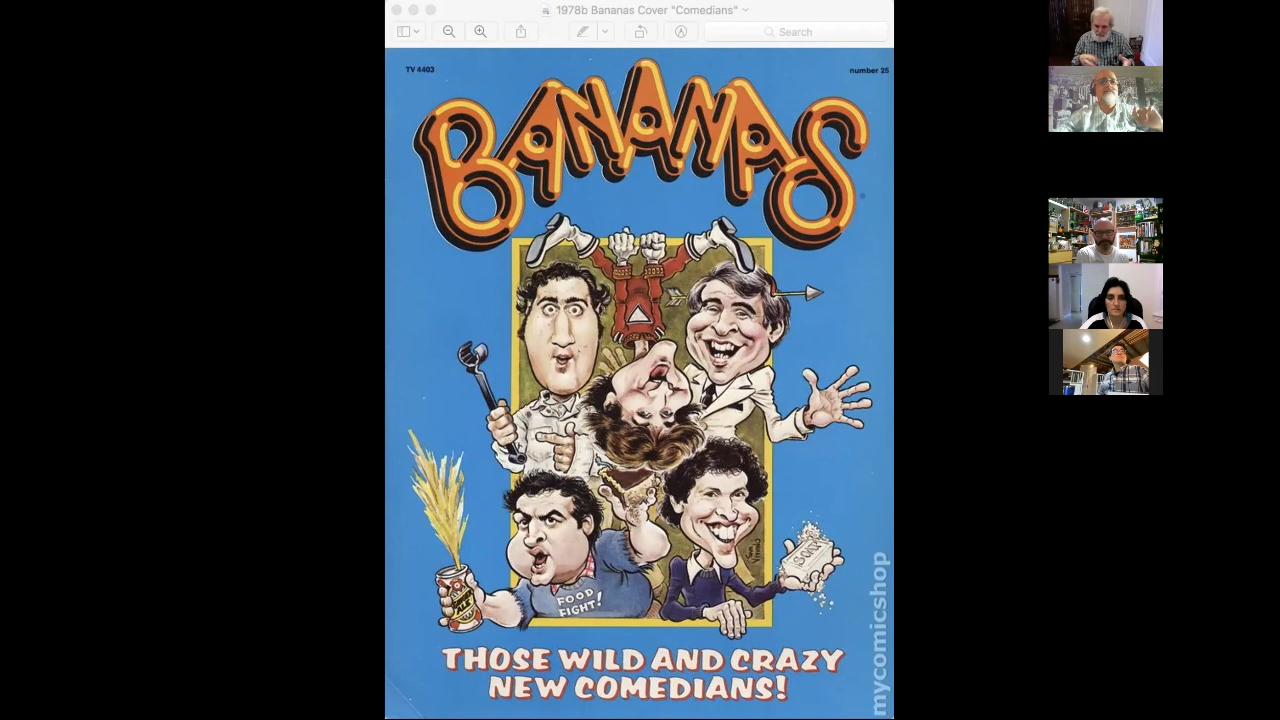 1978b Bananas Cover "Comedians"
Search
TV 4403
number 25
BANANAS
FOOD
FIGHT!
THOSE WILD AND CRAZY
NEW COMEDIANS!
mycomicshop